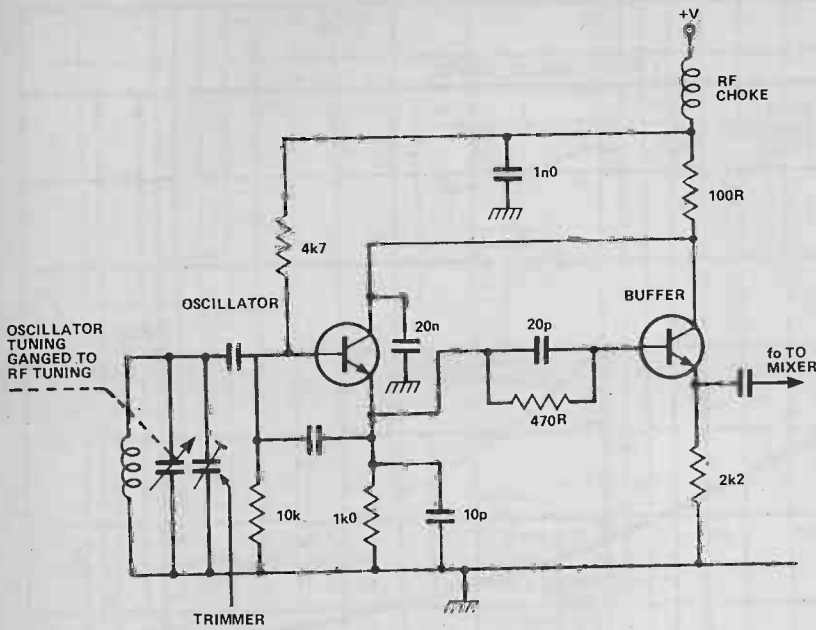 +V
RF
CHOKE
1n0
100R
4k7
OSCILLATOR
BUFFER
OSCILLATOR
TUNING
GANGED TO
RF TUNING
20n
20p
fo TO
MIXER
470R
10k
1k0
10p
2k2
TRIMMER